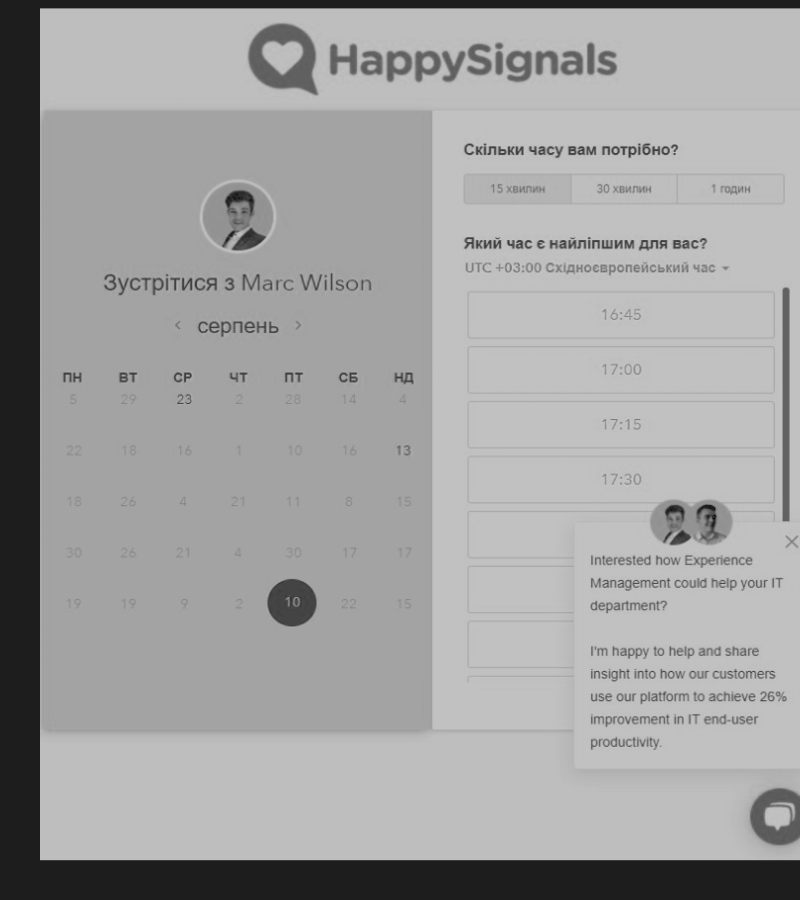 HappySignals
Зустрітися з Marc Wilson
серпень
ПН ВТ СР ЧТ ПТ СБ НД
5 29 23 2 28 14 4
22 18 16 1 10 16 13
18 26 4 21 11 8 15
30 26 21 4 30 17 17
19 19 9 2 10 22 15
Скільки часу вам потрібно?
15 хвилин 30 хвилин 1 годин
Який час є найліпшим для вас?
UTC +03:00 Східноєвропейський час
16:45
17:00
17:15
17:30
Interested how Experience
Management could help your IT
department?
I'm happy to help and share
insight into how our customers
use our platform to achieve 26%
improvement in IT end-user
productivity.